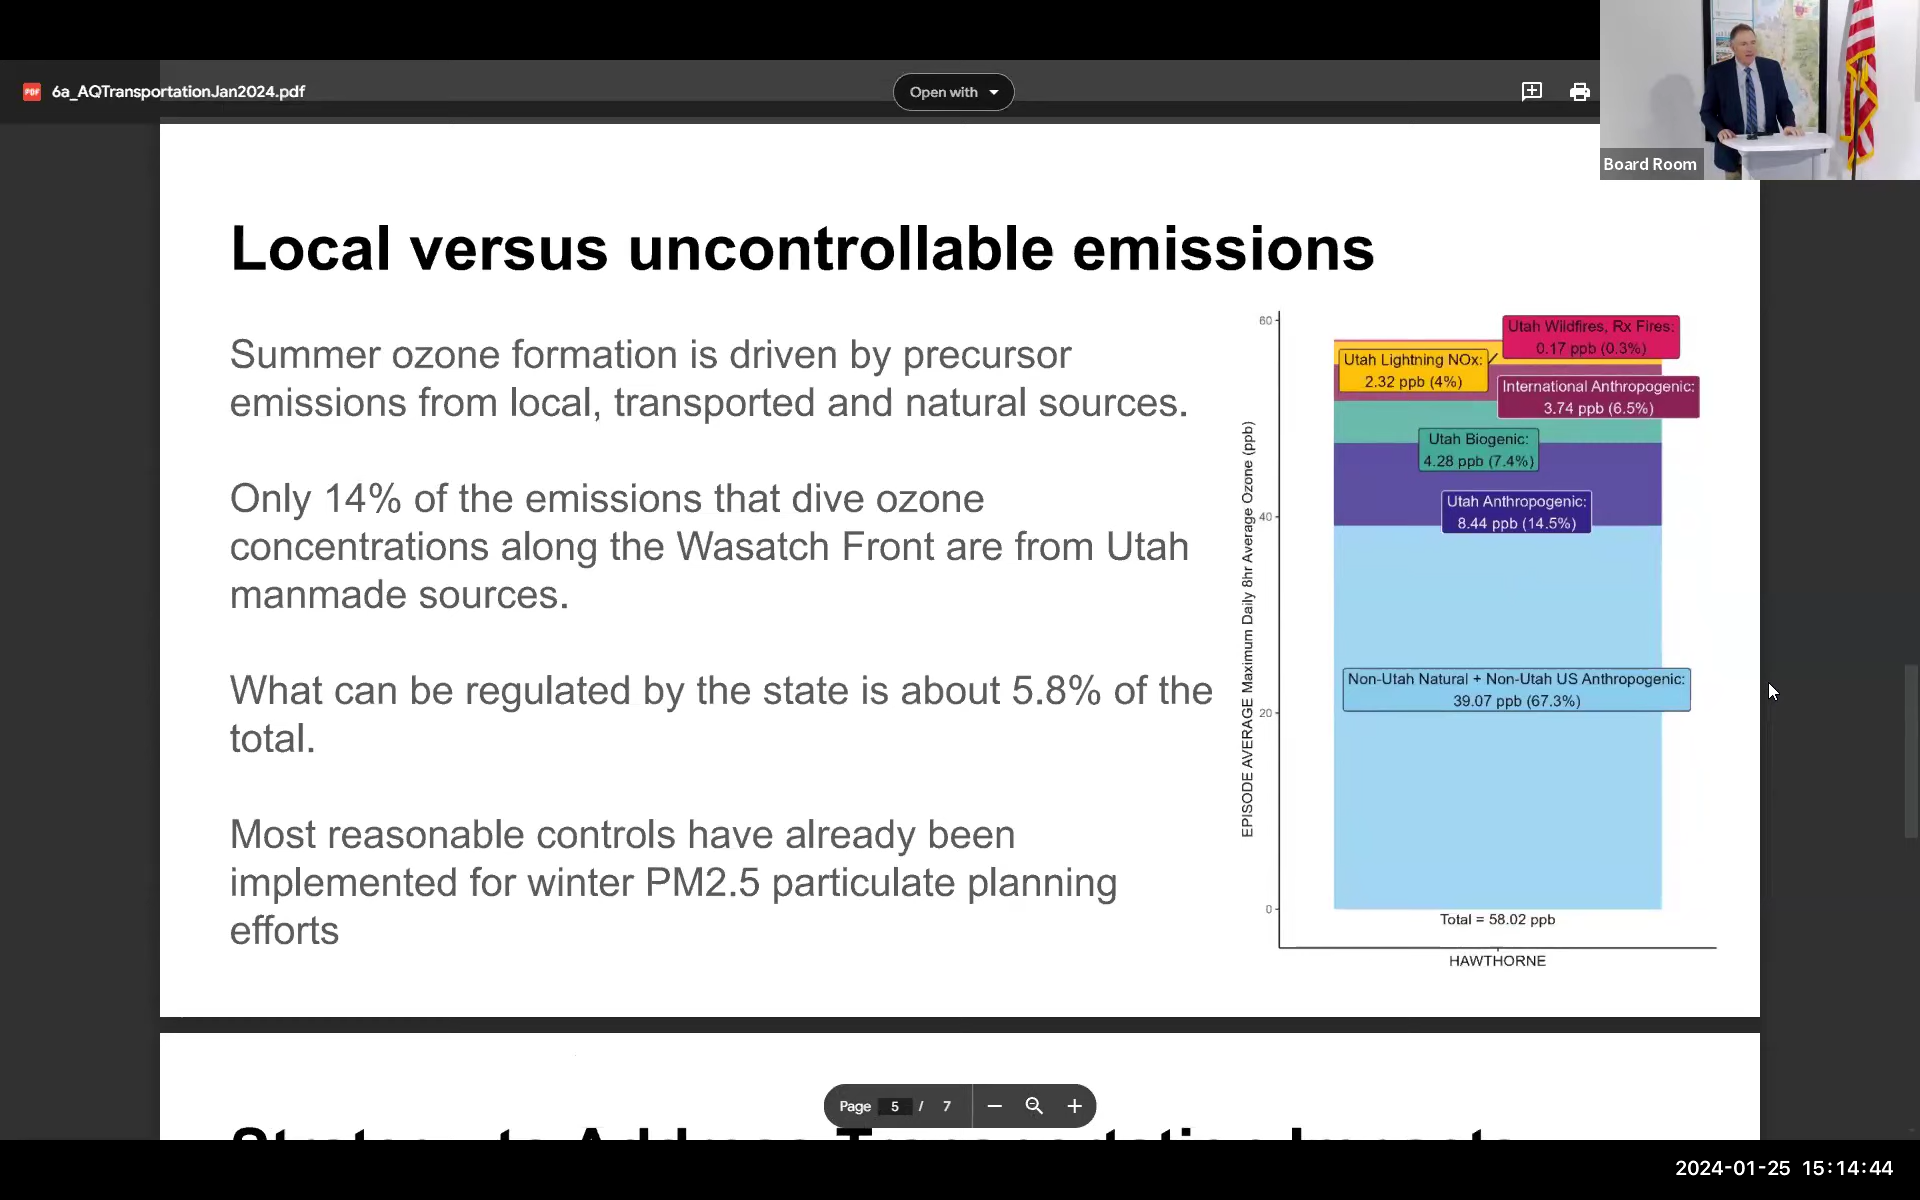 6a_AQTransportationJan2024.pdf
Open with
Board Room
Local versus uncontrollable emissions
Summer ozone formation is driven by precursor
emissions from local, transported and natural sources.
Only 14% of the emissions that dive ozone
concentrations along the Wasatch Front are from Utah
manmade sources.
What can be regulated by the state is about 5.8% of the
total.
Most reasonable controls have already been
implemented for winter PM2.5 particulate planning
efforts
EPISODE AVERAGE Maximum Daily 8hr Average Ozone (ppb)
60
40
20
0
Utah Wildfires, Rx Fires:
0.17 ppb (0.3%)
Utah Lightning NOx:
2.32 ppb (4%)
International Anthropogenic:
3.74 ppb (6.5%)
Utah Biogenic:
4.28 ppb (7.4%)
Utah Anthropogenic:
8.44 ppb (14.5%)
Non-Utah Natural + Non-Utah US Anthropogenic:
39.07 ppb (67.3%)
Total = 58.02 ppb
HAWTHORNE
Page 5 / 7
Strategy to Address Transportation Impacts
2024-01-25 15:14:44